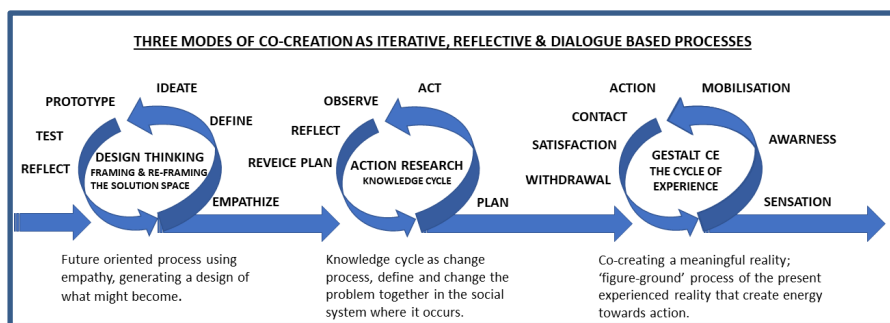 THREE MODES OF CO-CREATION AS ITERATIVE, REFLECTIVE & DIALOGUE BASED PROCESSES
IDEATE
PROTOTYPE
DEFINE
TEST
REFLECT
DESIGN THINKING
FRAMING & RE-FRAMING
THE SOLUTION SPACE
EMPATHIZE
Future oriented process using
empathy, generating a design of
what might become.
ACT
OBSERVE
REFLECT
REVEICE PLAN
ACTION RESEARCH
KNOWLEDGE CYCLE
PLAN
Knowledge cycle as change
process, define and change the
problem together in the social
system where it occurs.
ACTION
MOBILISATION
CONTACT
SATISFACTION
AWARNESS
WITHDRAWAL
GESTALT CE
THE CYCLE OF
EXPERIENCE
SENSATION
Co-creating a meaningful reality;
‘figure-ground’ process of the present
experienced reality that create energy
towards action.